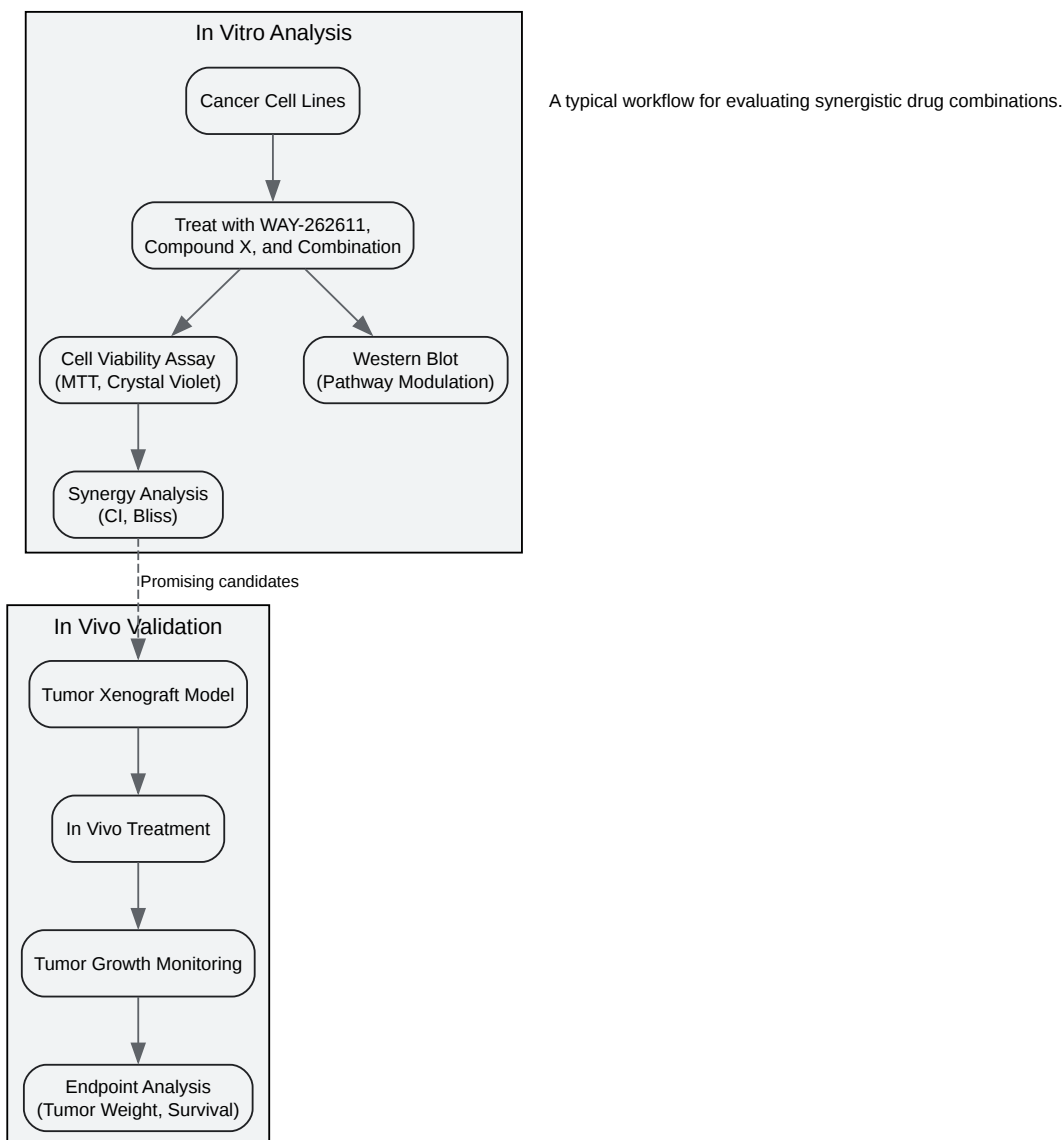 In Vitro Analysis
Cancer Cell Lines
A typical workflow for evaluating synergistic drug combinations.
Treat with WAY-262611,
Compound X, and Combination
Cell Viability Assay
(MTT, Crystal Violet)
Western Blot
(Pathway Modulation)
Synergy Analysis
(CI, Bliss)
Promising candidates
In Vivo Validation
Tumor Xenograft Model
In Vivo Treatment
Tumor Growth Monitoring
Endpoint Analysis
(Tumor Weight, Survival)